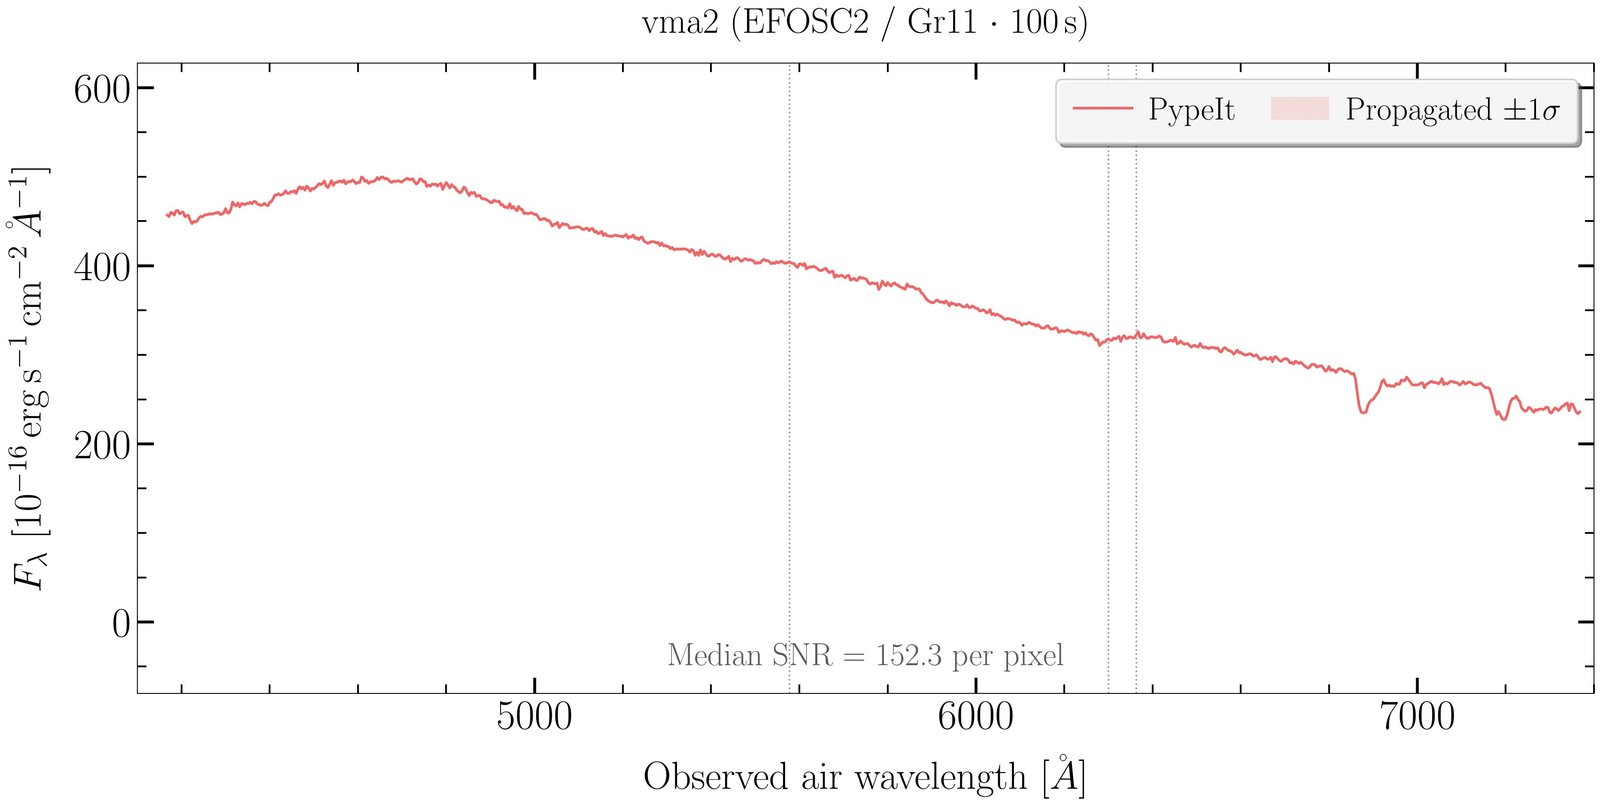 vma2 (EFOSC2 / Gr11 · 100 s)
PypeIt
Propagated ±1σ
600
400
200
0
F_λ [10⁻¹⁶ erg s⁻¹ cm⁻² Å⁻¹]
Median SNR = 152.3 per pixel
5000
6000
7000
Observed air wavelength [Å]